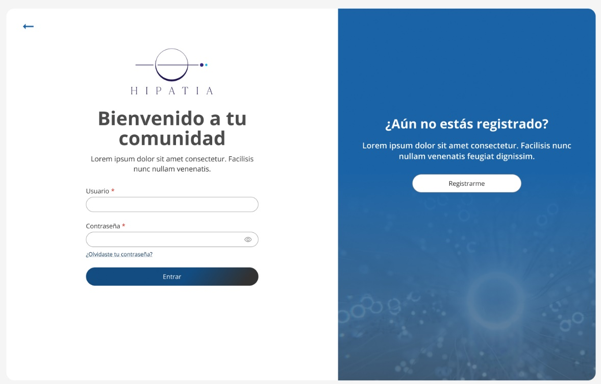 HIPATIA
Bienvenido a tu
comunidad
Lorem ipsum dolor sit amet consectetur. Facilisis
nunc nullam venenatis.
Usuario *
Contraseña *
¿Olvidaste tu contraseña?
Entrar
¿Aún no estás registrado?
Lorem ipsum dolor sit amet consectetur. Facilisis nunc
nullam venenatis feugiat dignissim.
Registrarme